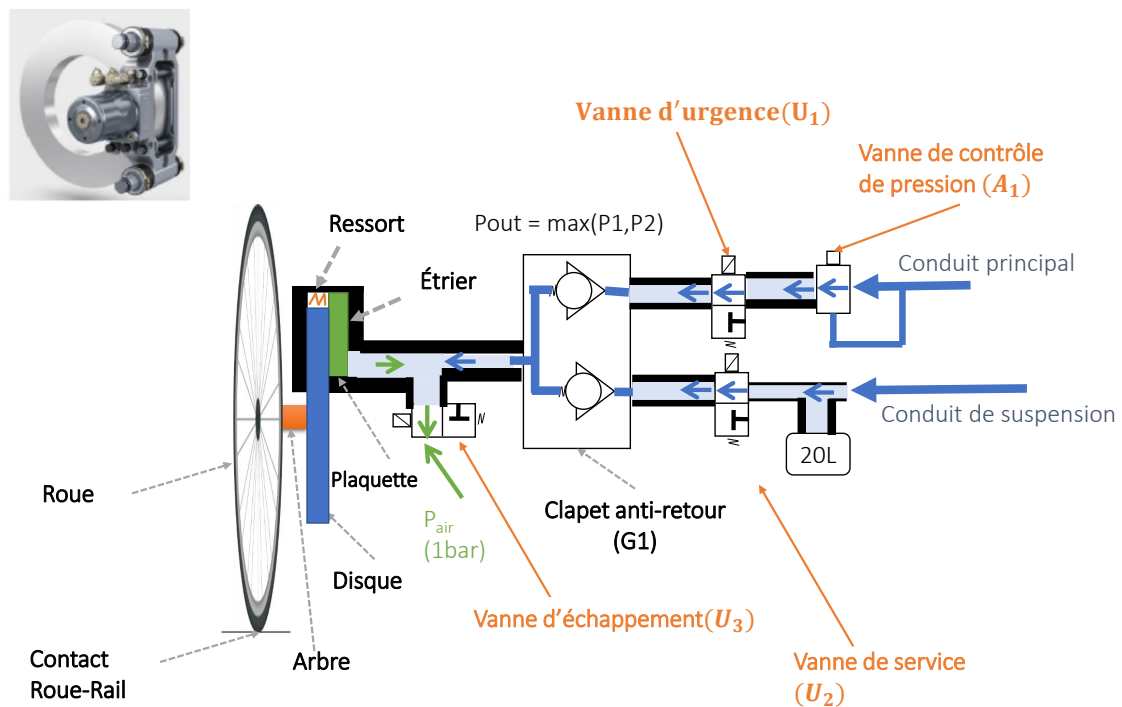 Vanne d'urgence(U₁)
Vanne de contrôle
de pression (A₁)
Ressort
Pout = max(P1,P2)
Conduit principal
Étrier
Conduit de suspension
20L
Plaquette
Roue
Clapet anti-retour
(G1)
Pair
(1bar)
Disque
Vanne d'échappement(U₃)
Contact
Roue-Rail
Arbre
Vanne de service
(U₂)